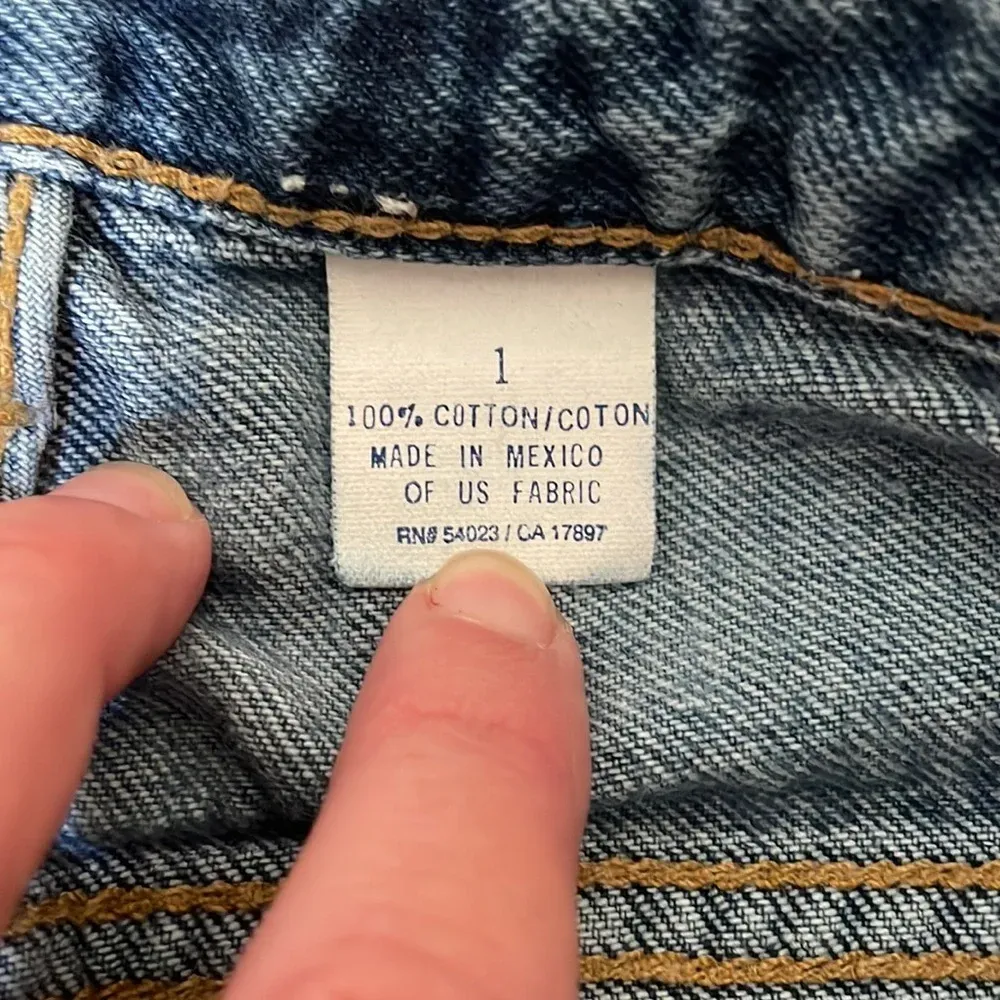 1
100% COTTON/COTON
MADE IN MEXICO
OF US FABRIC
RN# 54023 / CA 17897